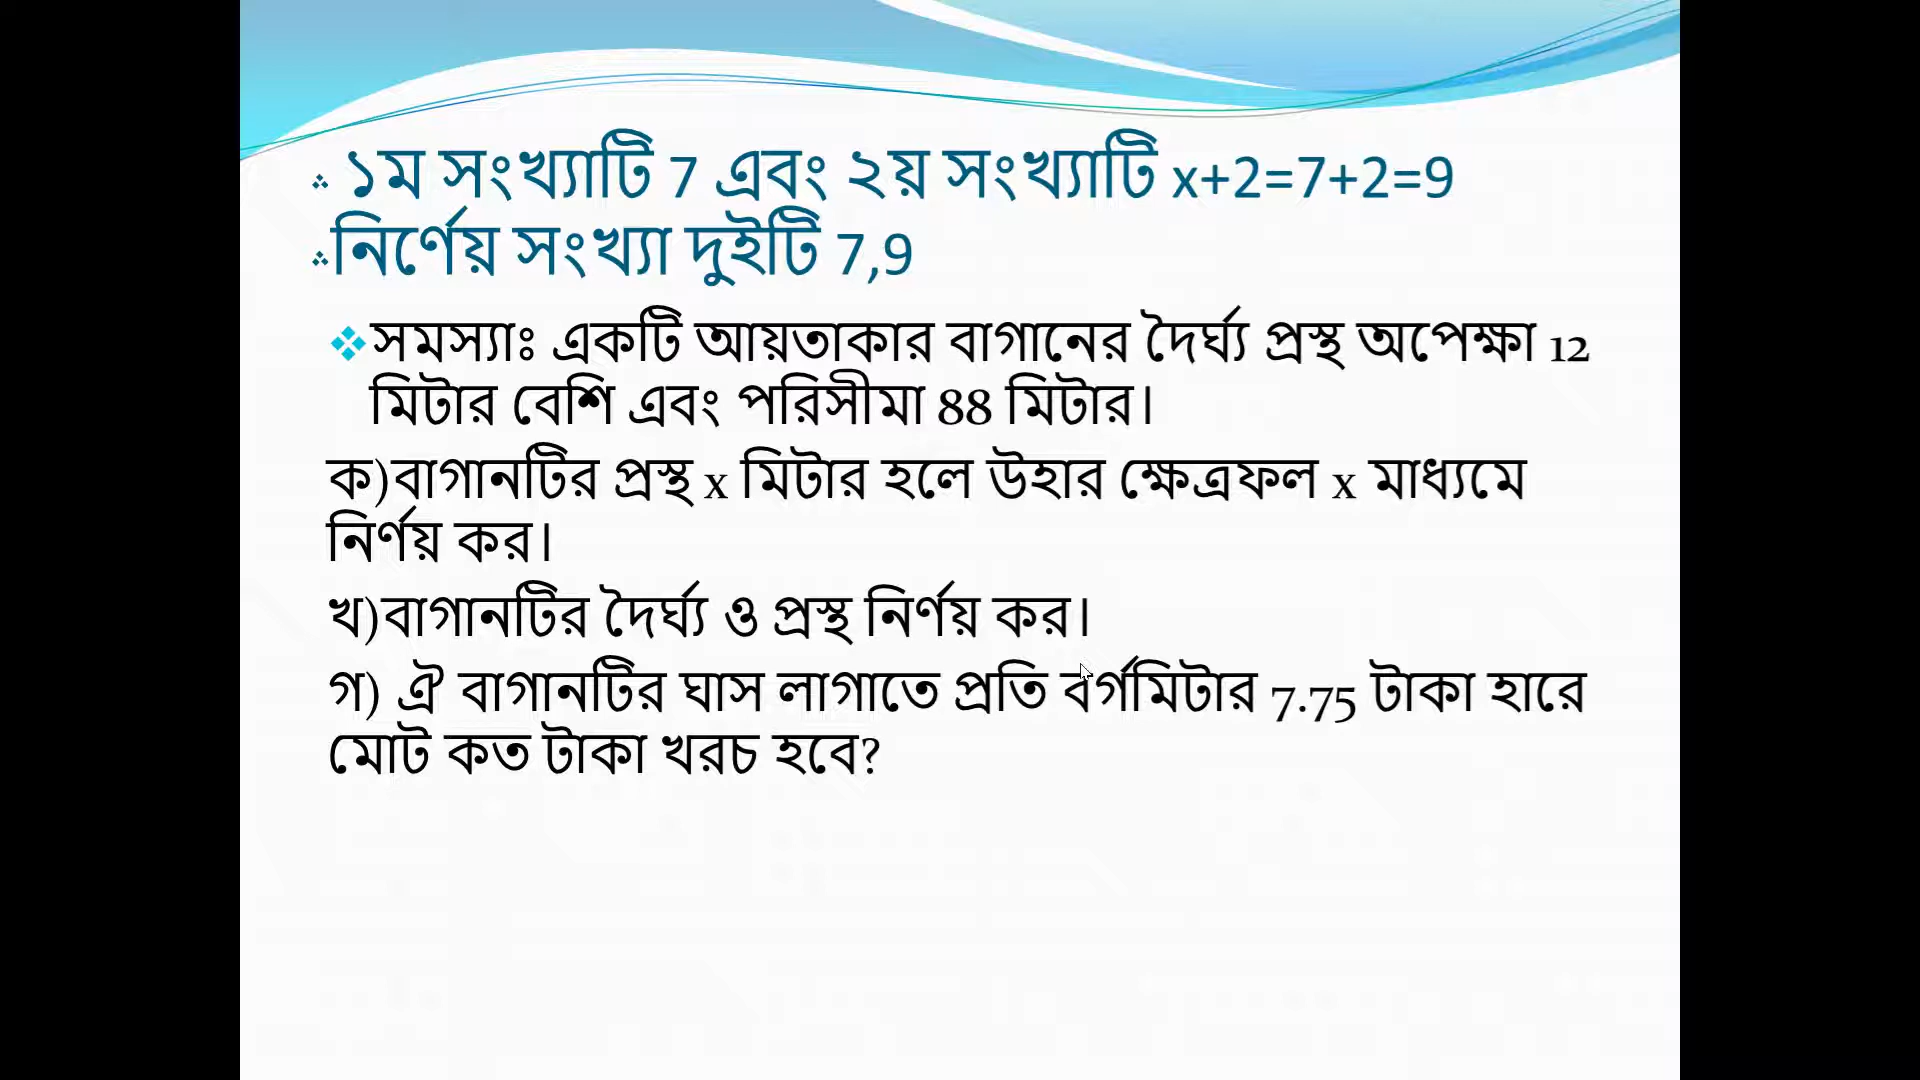 ∴ ১ম সংখ্যাটি 7 এবং ২য় সংখ্যাটি x+2=7+2=9
∴নির্ণেয় সংখ্যা দুইটি 7,9
❖সমস্যাঃ একটি আয়তাকার বাগানের দৈর্ঘ্য প্রস্থ অপেক্ষা 12
মিটার বেশি এবং পরিসীমা 88 মিটার।
ক)বাগানটির প্রস্থ x মিটার হলে উহার ক্ষেত্রফল x মাধ্যমে
নির্ণয় কর।
খ)বাগানটির দৈর্ঘ্য ও প্রস্থ নির্ণয় কর।
গ) ঐ বাগানটির ঘাস লাগাতে প্রতি বর্গমিটার 7.75 টাকা হারে
মোট কত টাকা খরচ হবে?